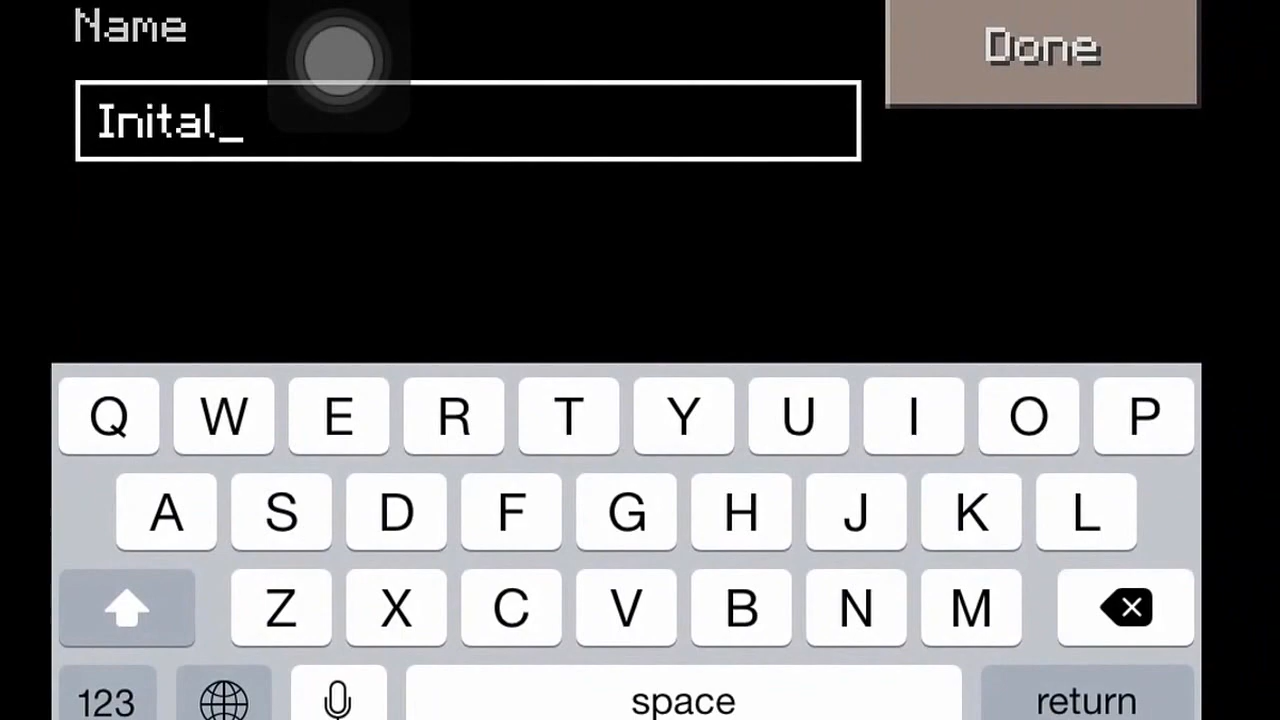 Name
Done
Inital_
Q W E R T Y U I O P
A S D F G H J K L
Z X C V B N M
123 space return